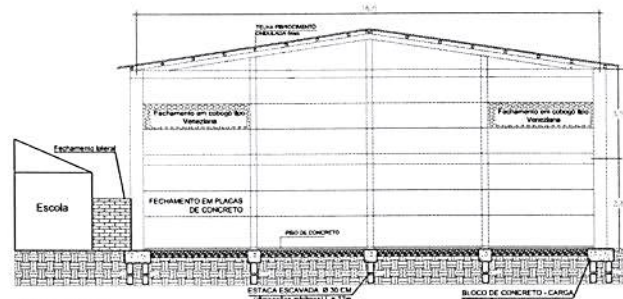 TELHA FIBROCIMENTO
ONDULADA 6mm
Fechamento em cobogó tipo
Veneziana
Fechamento em cobogó tipo
Veneziana
Fechamento lateral
Escola
FECHAMENTO EM PLACAS
DE CONCRETO
PISO DE CONCRETO
ESTACA ESCAVADA Ø 30 CM
BLOCO DE CONCRETO - CARGA